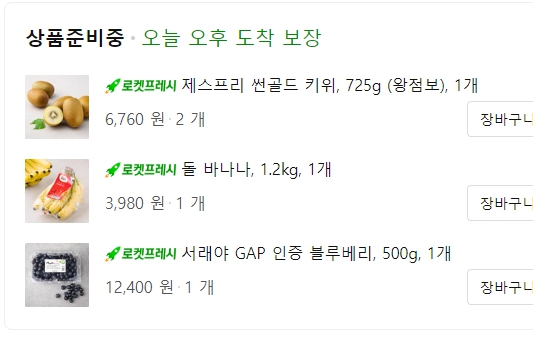 상품준비중 · 오늘 오후 도착 보장
로켓프레시 제스프리 썬골드 키위, 725g (왕점보), 1개
6,760 원 · 2 개
장바구니
로켓프레시 돌 바나나, 1.2kg, 1개
3,980 원 · 1 개
장바구니
로켓프레시 서래야 GAP 인증 블루베리, 500g, 1개
12,400 원 · 1 개
장바구니